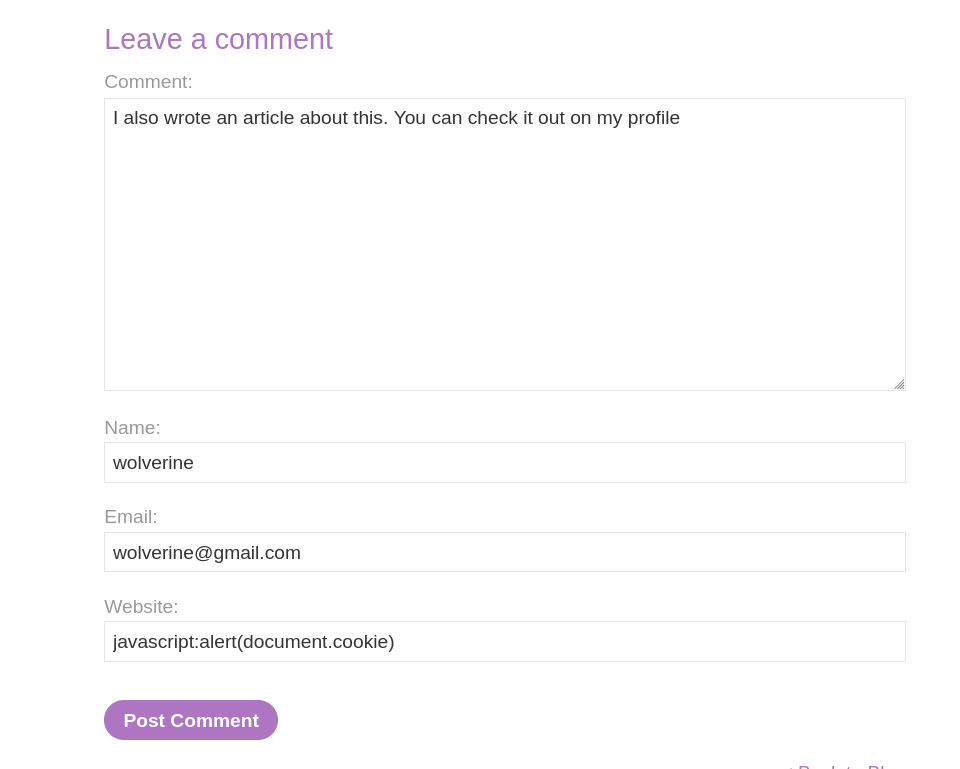 Leave a comment
Comment:
I also wrote an article about this. You can check it out on my profile
Name:
wolverine
Email:
wolverine@gmail.com
Website:
javascript:alert(document.cookie)
Post Comment